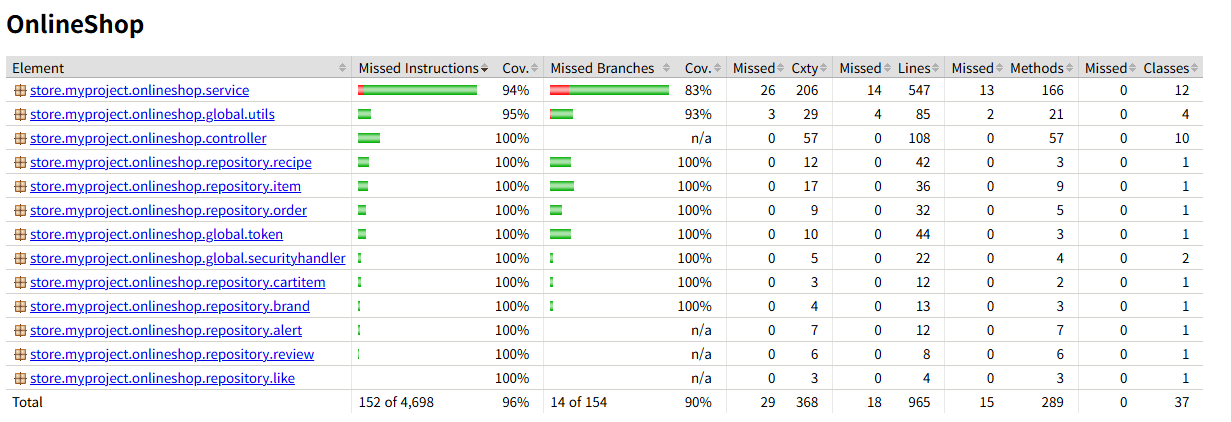 OnlineShop
Element Missed Instructions Cov. Missed Branches Cov. Missed Cxty Missed Lines Missed Methods Missed Classes
store.myproject.onlineshop.service 94% 83% 26 206 14 547 13 166 0 12
store.myproject.onlineshop.global.utils 95% 93% 3 29 4 85 2 21 0 4
store.myproject.onlineshop.controller 100% n/a 0 57 0 108 0 57 0 10
store.myproject.onlineshop.repository.recipe 100% 100% 0 12 0 42 0 3 0 1
store.myproject.onlineshop.repository.item 100% 100% 0 17 0 36 0 9 0 1
store.myproject.onlineshop.repository.order 100% 100% 0 9 0 32 0 5 0 1
store.myproject.onlineshop.global.token 100% 100% 0 10 0 44 0 3 0 1
store.myproject.onlineshop.global.securityhandler 100% 100% 0 5 0 22 0 4 0 2
store.myproject.onlineshop.repository.cartitem 100% 100% 0 3 0 12 0 2 0 1
store.myproject.onlineshop.repository.brand 100% 100% 0 4 0 13 0 3 0 1
store.myproject.onlineshop.repository.alert 100% n/a 0 7 0 12 0 7 0 1
store.myproject.onlineshop.repository.review 100% n/a 0 6 0 8 0 6 0 1
store.myproject.onlineshop.repository.like 100% n/a 0 3 0 4 0 3 0 1
Total 152 of 4,698 96% 14 of 154 90% 29 368 18 965 15 289 0 37